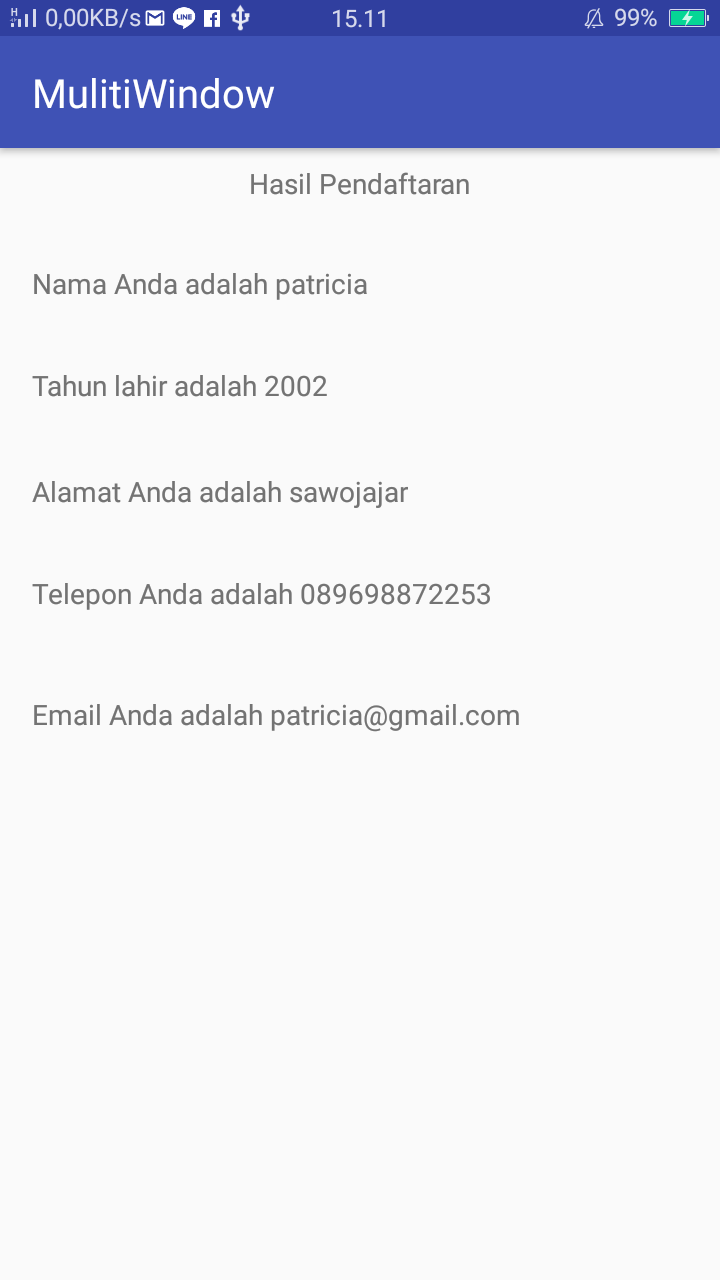 H 0,00KB/s LINE 15.11 99%
MulitiWindow
Hasil Pendaftaran
Nama Anda adalah patricia
Tahun lahir adalah 2002
Alamat Anda adalah sawojajar
Telepon Anda adalah 089698872253
Email Anda adalah patricia@gmail.com